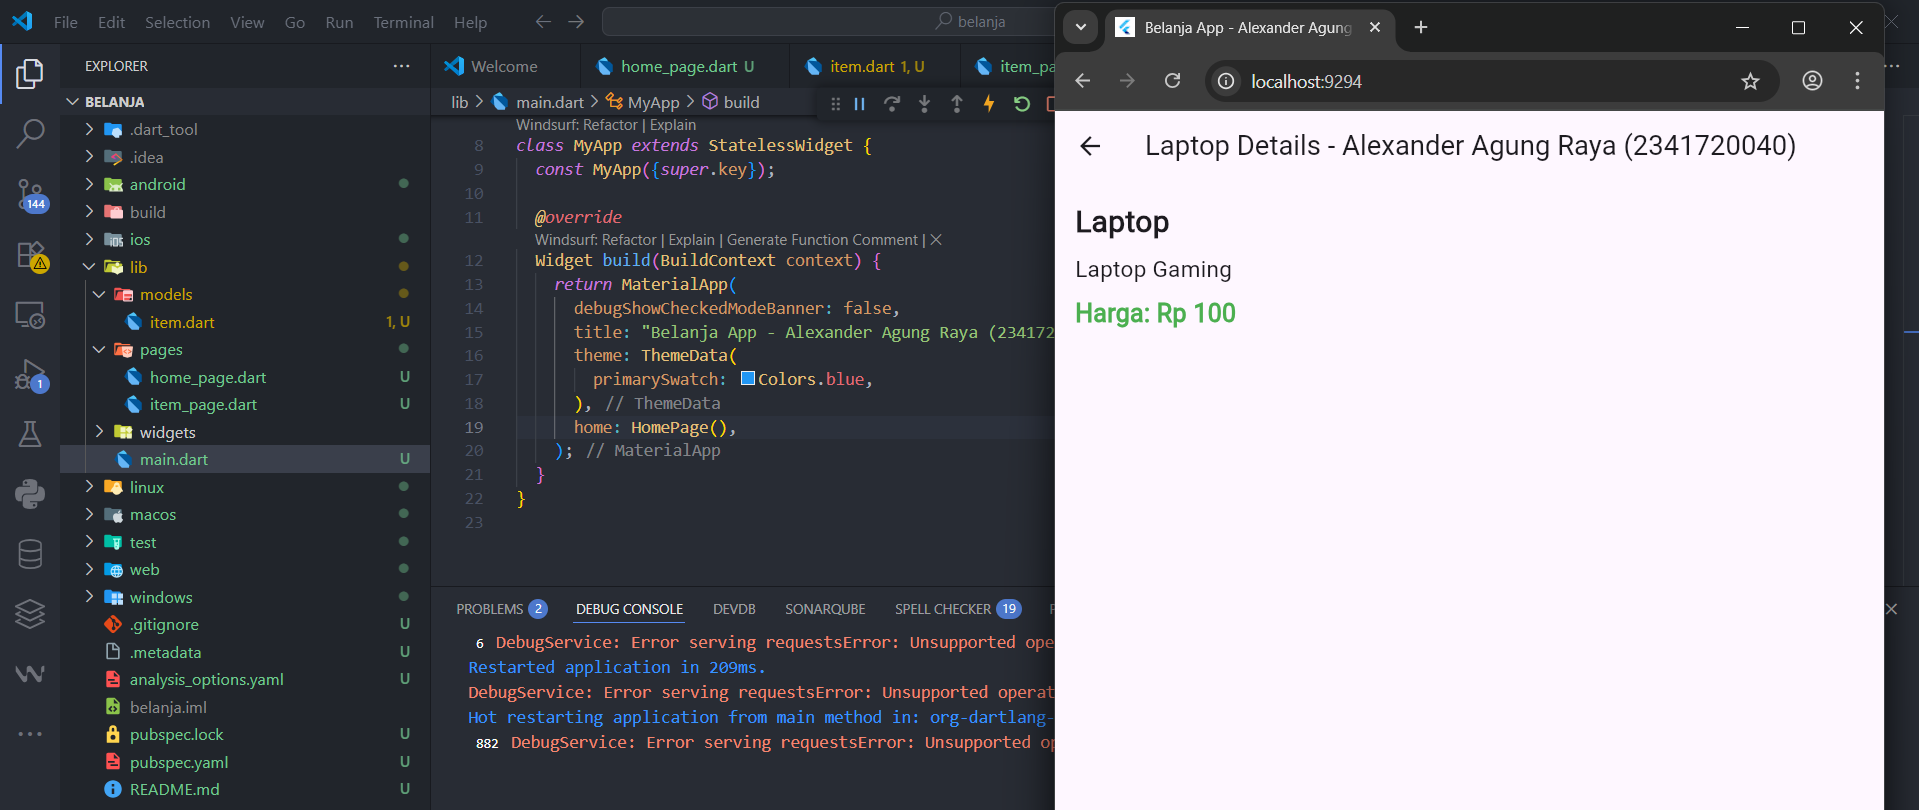 File Edit Selection View Go Run Terminal Help
belanja
EXPLORER
BELANJA
.dart_tool
.idea
android
build
ios
lib
models
item.dart 1, U
pages
home_page.dart U
item_page.dart U
widgets
main.dart U
linux
macos
test
web
windows
.gitignore U
.metadata U
analysis_options.yaml U
belanja.iml
pubspec.lock U
pubspec.yaml U
README.md U
144
1
Welcome
home_page.dart U
item.dart 1, U
item_pa
lib > main.dart > MyApp > build
Windsurf: Refactor | Explain
8 class MyApp extends StatelessWidget {
9 const MyApp({super.key});
10
11 @override
Windsurf: Refactor | Explain | Generate Function Comment | X
12 Widget build(BuildContext context) {
13 return MaterialApp(
14 debugShowCheckedModeBanner: false,
15 title: "Belanja App - Alexander Agung Raya (234172
16 theme: ThemeData(
17 primarySwatch: Colors.blue,
18 ), // ThemeData
19 home: HomePage(),
20 ); // MaterialApp
21 }
22 }
23
PROBLEMS 2 DEBUG CONSOLE DEVDB SONARQUBE SPELL CHECKER 19
6 DebugService: Error serving requestsError: Unsupported ope
Restarted application in 209ms.
DebugService: Error serving requestsError: Unsupported operat
Hot restarting application from main method in: org-dartlang-
882 DebugService: Error serving requestsError: Unsupported op
Belanja App - Alexander Agung
localhost:9294
Laptop Details - Alexander Agung Raya (2341720040)
Laptop
Laptop Gaming
Harga: Rp 100